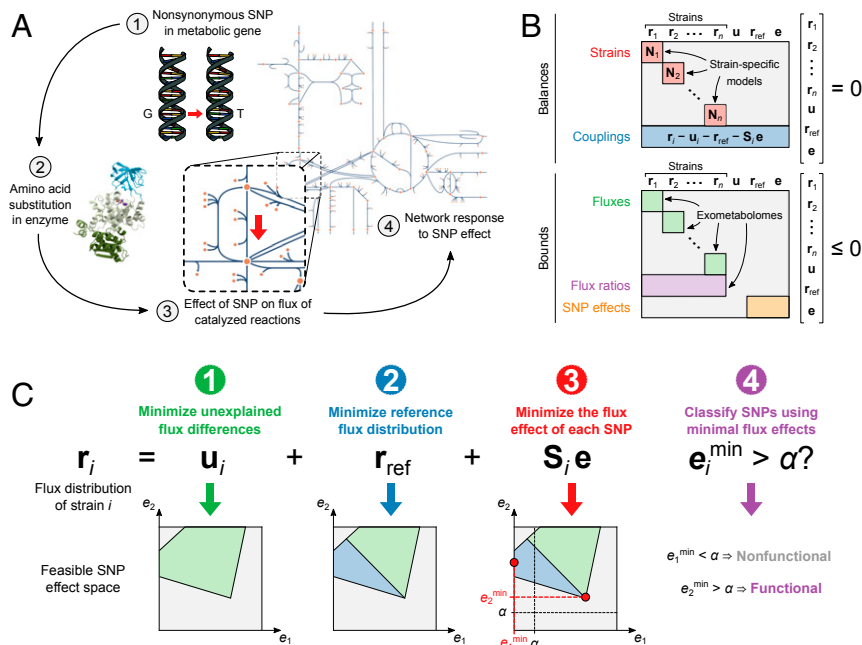 A
1
Nonsynonymous SNP
in metabolic gene
G
T
2
Amino acid
substitution
in enzyme
4
Network response
to SNP effect
3
Effect of SNP on flux of
catalyzed reactions
B
Strains
r1 r2 ⋯ rn u rref e
Balances
Strains
N1
N2
Nn
Strain-specific
models
Couplings
ri − ui − rref − Si e
r1
r2
⋮
rn
u
rref
e
= 0
Strains
r1 r2 ⋯ rn u rref e
Bounds
Fluxes
Exometabolomes
Flux ratios
SNP effects
r1
r2
⋮
rn
u
rref
e
≤ 0
C
1 2 3 4
Minimize unexplained
flux differences
Minimize reference
flux distribution
Minimize the flux
effect of each SNP
Classify SNPs using
minimal flux effects
ri = ui + rref + Si e
ei^min > α?
Flux distribution
of strain i
Feasible SNP
effect space
e2
e1
e2
e1
e2
e2^min
α
e1^min α
e1
e1^min < α ⇒ Nonfunctional
e2^min > α ⇒ Functional